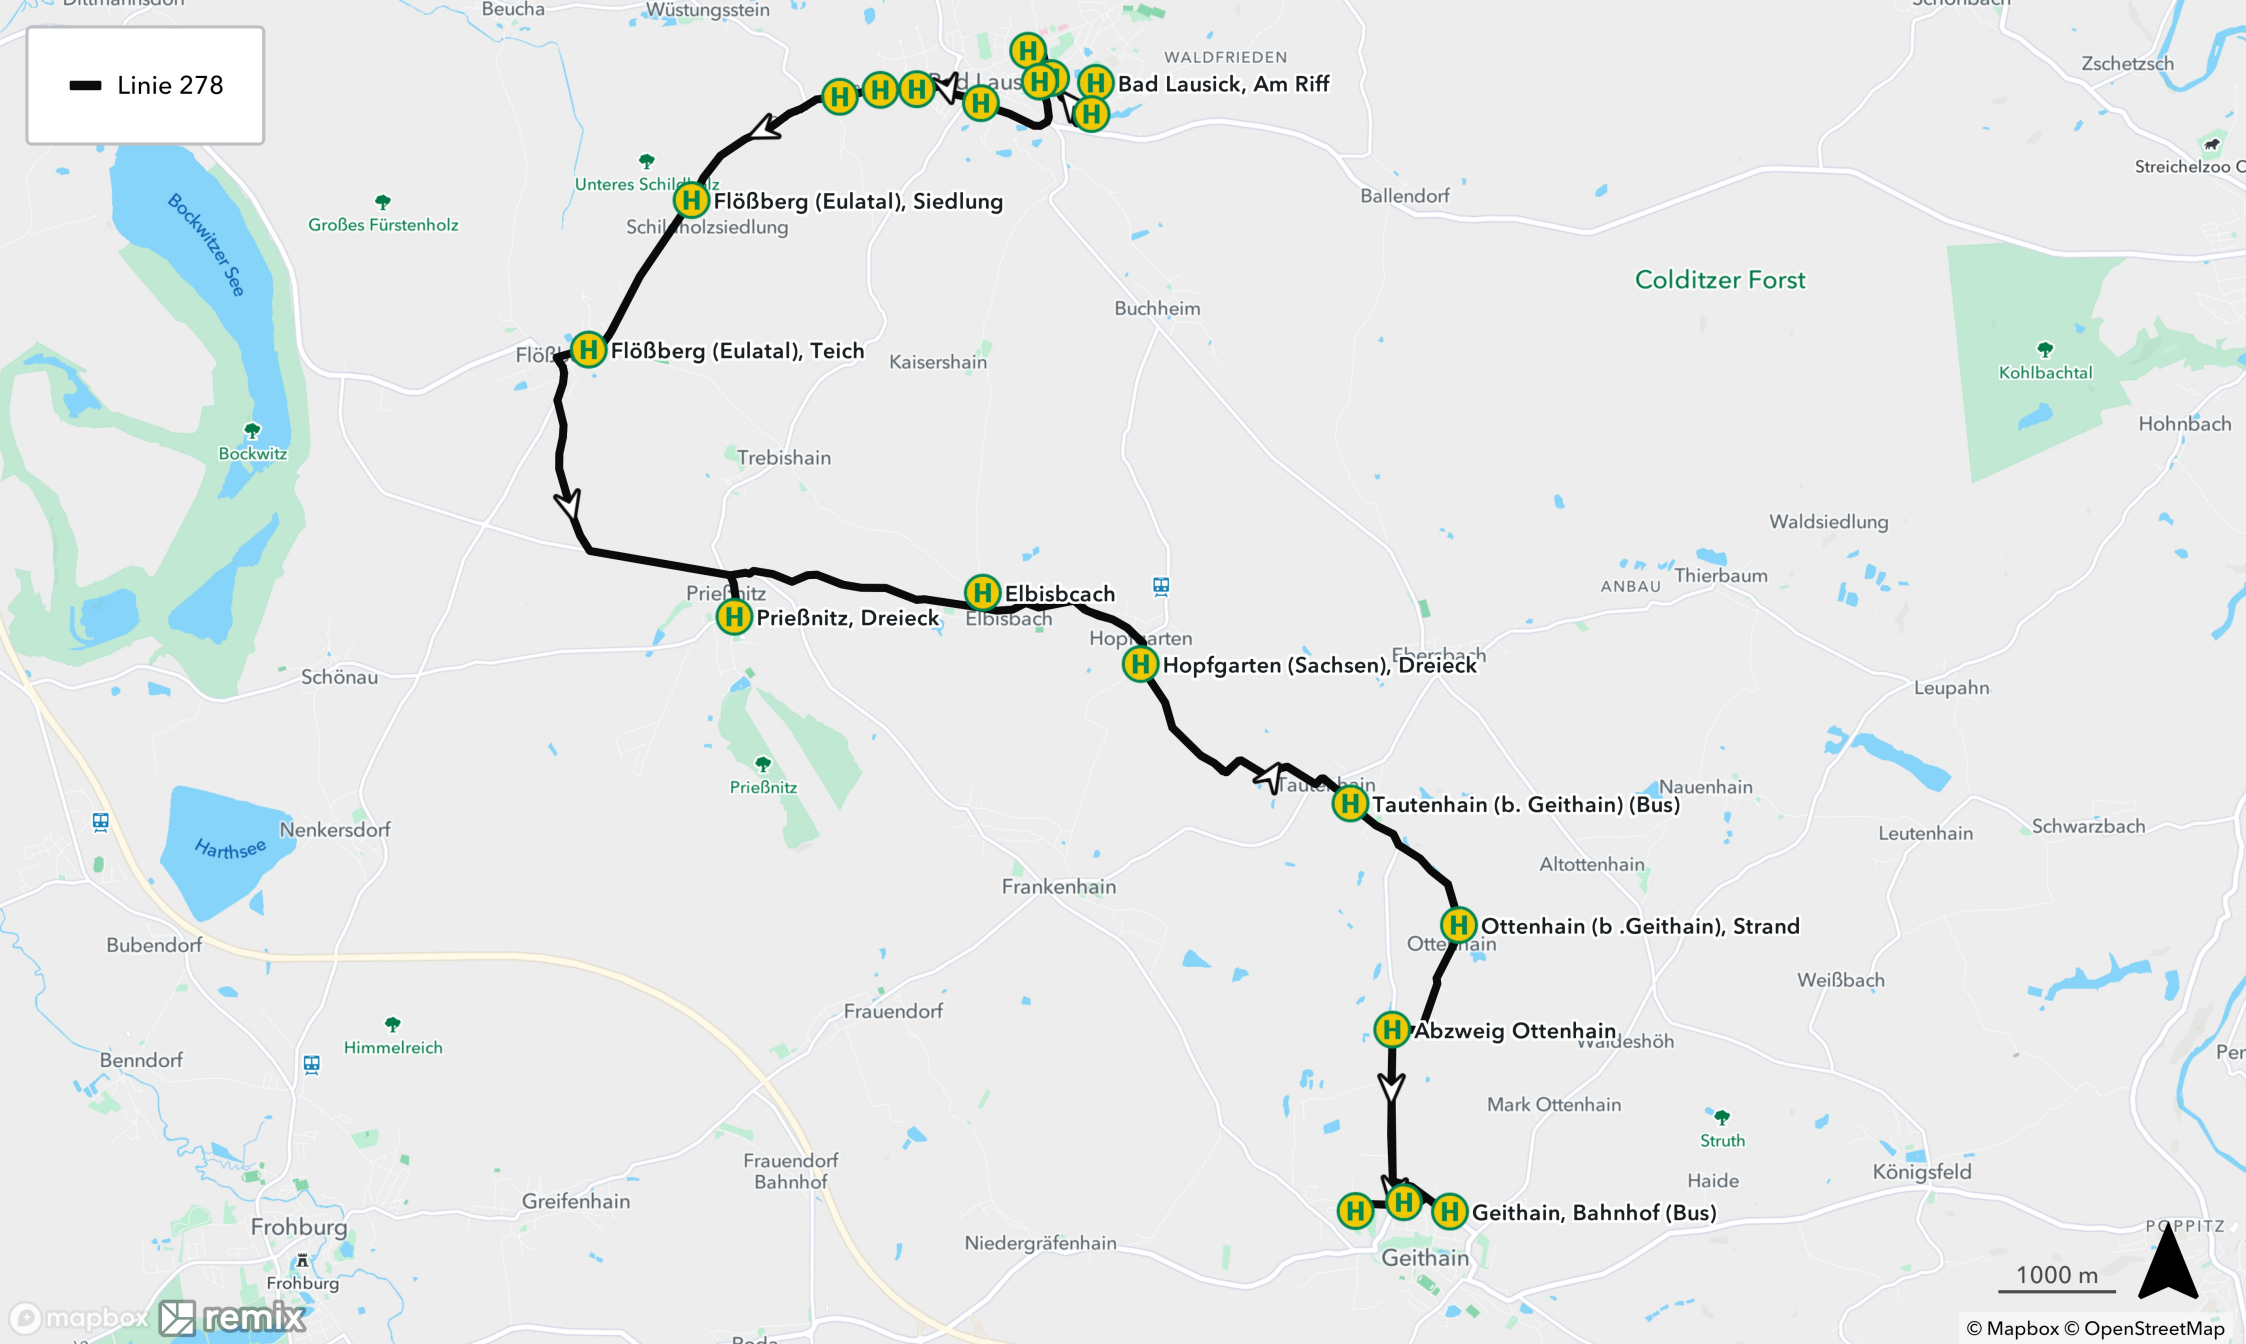 Beucha
Wüstungsstein
Linie 278
WALDFRIEDEN
Bad Lausick, Am Riff
Zschetzsch
Streichelzoo
Unteres Schildholz
Flößberg (Eulatal), Siedlung
Schildholzsiedlung
Großes Fürstenholz
Bockwitzer See
Ballendorf
Colditzer Forst
Buchheim
Flößberg (Eulatal), Teich
Kaisershain
Kohlbachtal
Hohnbach
Bockwitz
Trebishain
Waldsiedlung
Thierbaum
ANBAU
Prießnitz
Prießnitz, Dreieck
Elbisbcach
Elbisbach
Hopfgarten
Hopfgarten (Sachsen), Dreieck
Ebersbach
Schönau
Leupahn
Prießnitz
Tautenhain
Tautenhain (b. Geithain) (Bus)
Nauenhain
Harthsee
Nenkersdorf
Leutenhain
Schwarzbach
Altottenhain
Frankenhain
Ottenhain (b .Geithain), Strand
Ottenhain
Bubendorf
Weißbach
Frauendorf
Abzweig Ottenhain
Waldeshöh
Himmelreich
Benndorf
Mark Ottenhain
Struth
Frauendorf
Bahnhof
Königsfeld
Haide
Greifenhain
Geithain, Bahnhof (Bus)
Frohburg
POPPITZ
Niedergräfenhain
Geithain
Frohburg
1000 m
mapbox
remix
© Mapbox © OpenStreetMap